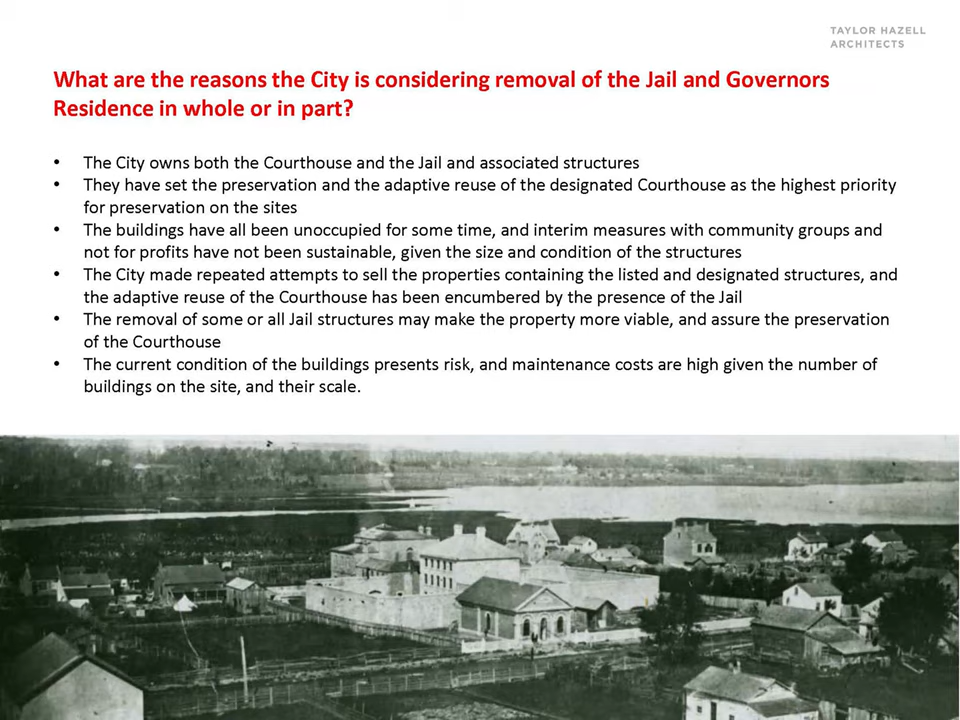 TAYLOR HAZELL
ARCHITECTS
What are the reasons the City is considering removal of the Jail and Governors
Residence in whole or in part?
• The City owns both the Courthouse and the Jail and associated structures
• They have set the preservation and the adaptive reuse of the designated Courthouse as the highest priority
for preservation on the sites
• The buildings have all been unoccupied for some time, and interim measures with community groups and
not for profits have not been sustainable, given the size and condition of the structures
• The City made repeated attempts to sell the properties containing the listed and designated structures, and
the adaptive reuse of the Courthouse has been encumbered by the presence of the Jail
• The removal of some or all Jail structures may make the property more viable, and assure the preservation
of the Courthouse
• The current condition of the buildings presents risk, and maintenance costs are high given the number of
buildings on the site, and their scale.